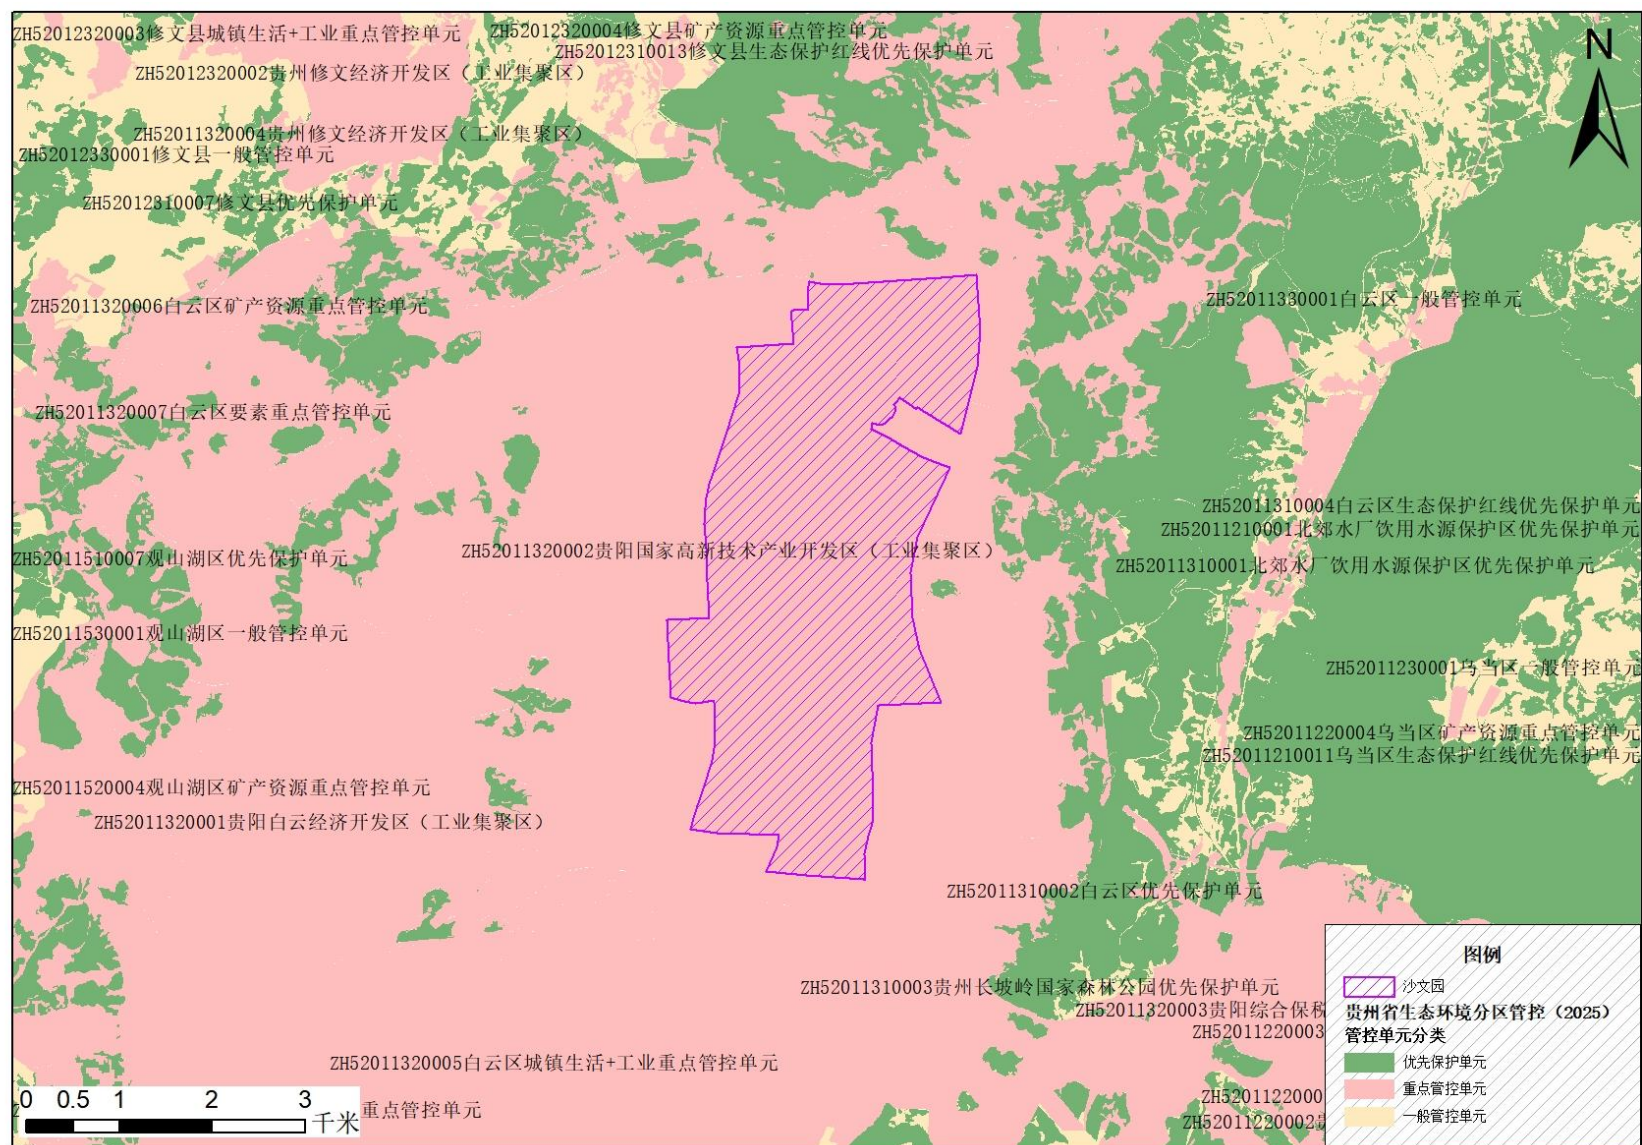 ZH52012320003修文县城镇生活+工业重点管控单元
ZH52012320004修文县矿产资源重点管控单元
N
ZH52012310013修文县生态保护红线优先保护单元
ZH52012320002贵州修文经济开发区（工业集聚区）
ZH52011320004贵州修文经济开发区（工业集聚区）
ZH52012330001修文县一般管控单元
ZH52012310007修文县优先保护单元
ZH52011330001白云区一般管控单元
ZH52011320006白云区矿产资源重点管控单元
ZH52011320007白云区要素重点管控单元
ZH52011310004白云区生态保护红线优先保护单元
ZH52011210001北郊水厂饮用水源保护区优先保护单元
ZH52011320002贵阳国家高新技术产业开发区（工业集聚区）
ZH52011510007观山湖区优先保护单元
ZH52011310001北郊水厂饮用水源保护区优先保护单元
ZH52011530001观山湖区一般管控单元
ZH52011230001乌当区一般管控单元
ZH52011220004乌当区矿产资源重点管控单元
ZH52011210011乌当区生态保护红线优先保护单元
ZH52011520004观山湖区矿产资源重点管控单元
ZH52011320001贵阳白云经济开发区（工业集聚区）
ZH52011310002白云区优先保护单元
ZH52011310003贵州长坡岭国家森林公园优先保护单元
ZH52011320003贵阳综合保税
ZH52011220003
ZH52011320005白云区城镇生活+工业重点管控单元
ZH5201122000
ZH52011220002
重点管控单元
0 0.5 1 2 3
千米
图例
沙文园
贵州省生态环境分区管控（2025）
管控单元分类
优先保护单元
重点管控单元
一般管控单元